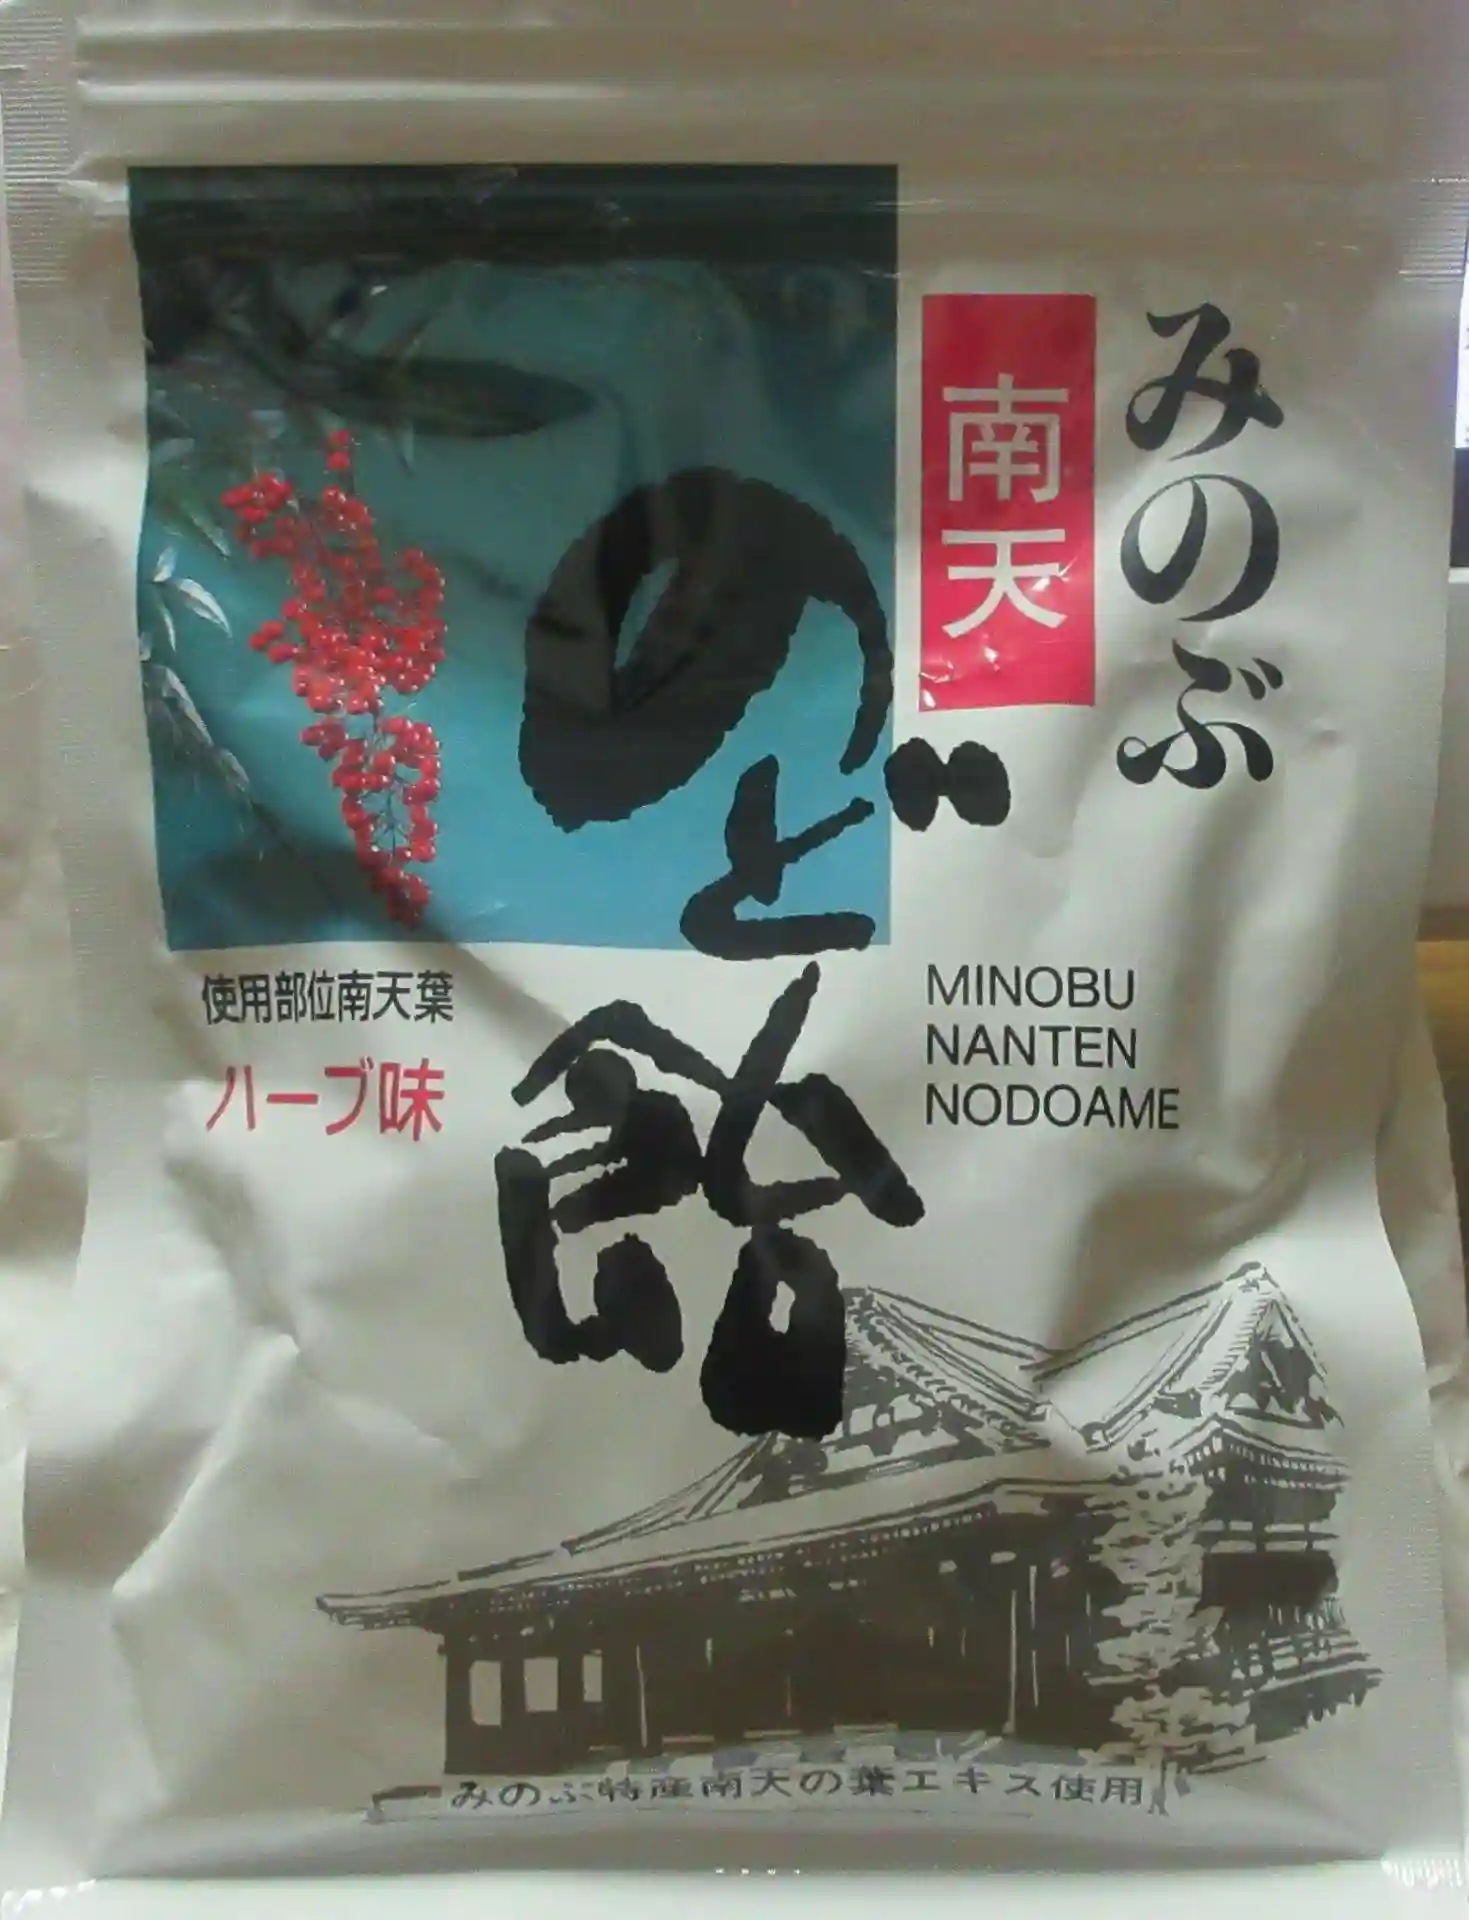 みのぶ
南天
のど飴
使用部位南天葉
ハーブ味
MINOBU
NANTEN
NODOAME
みのぶ特産南天の葉エキス使用